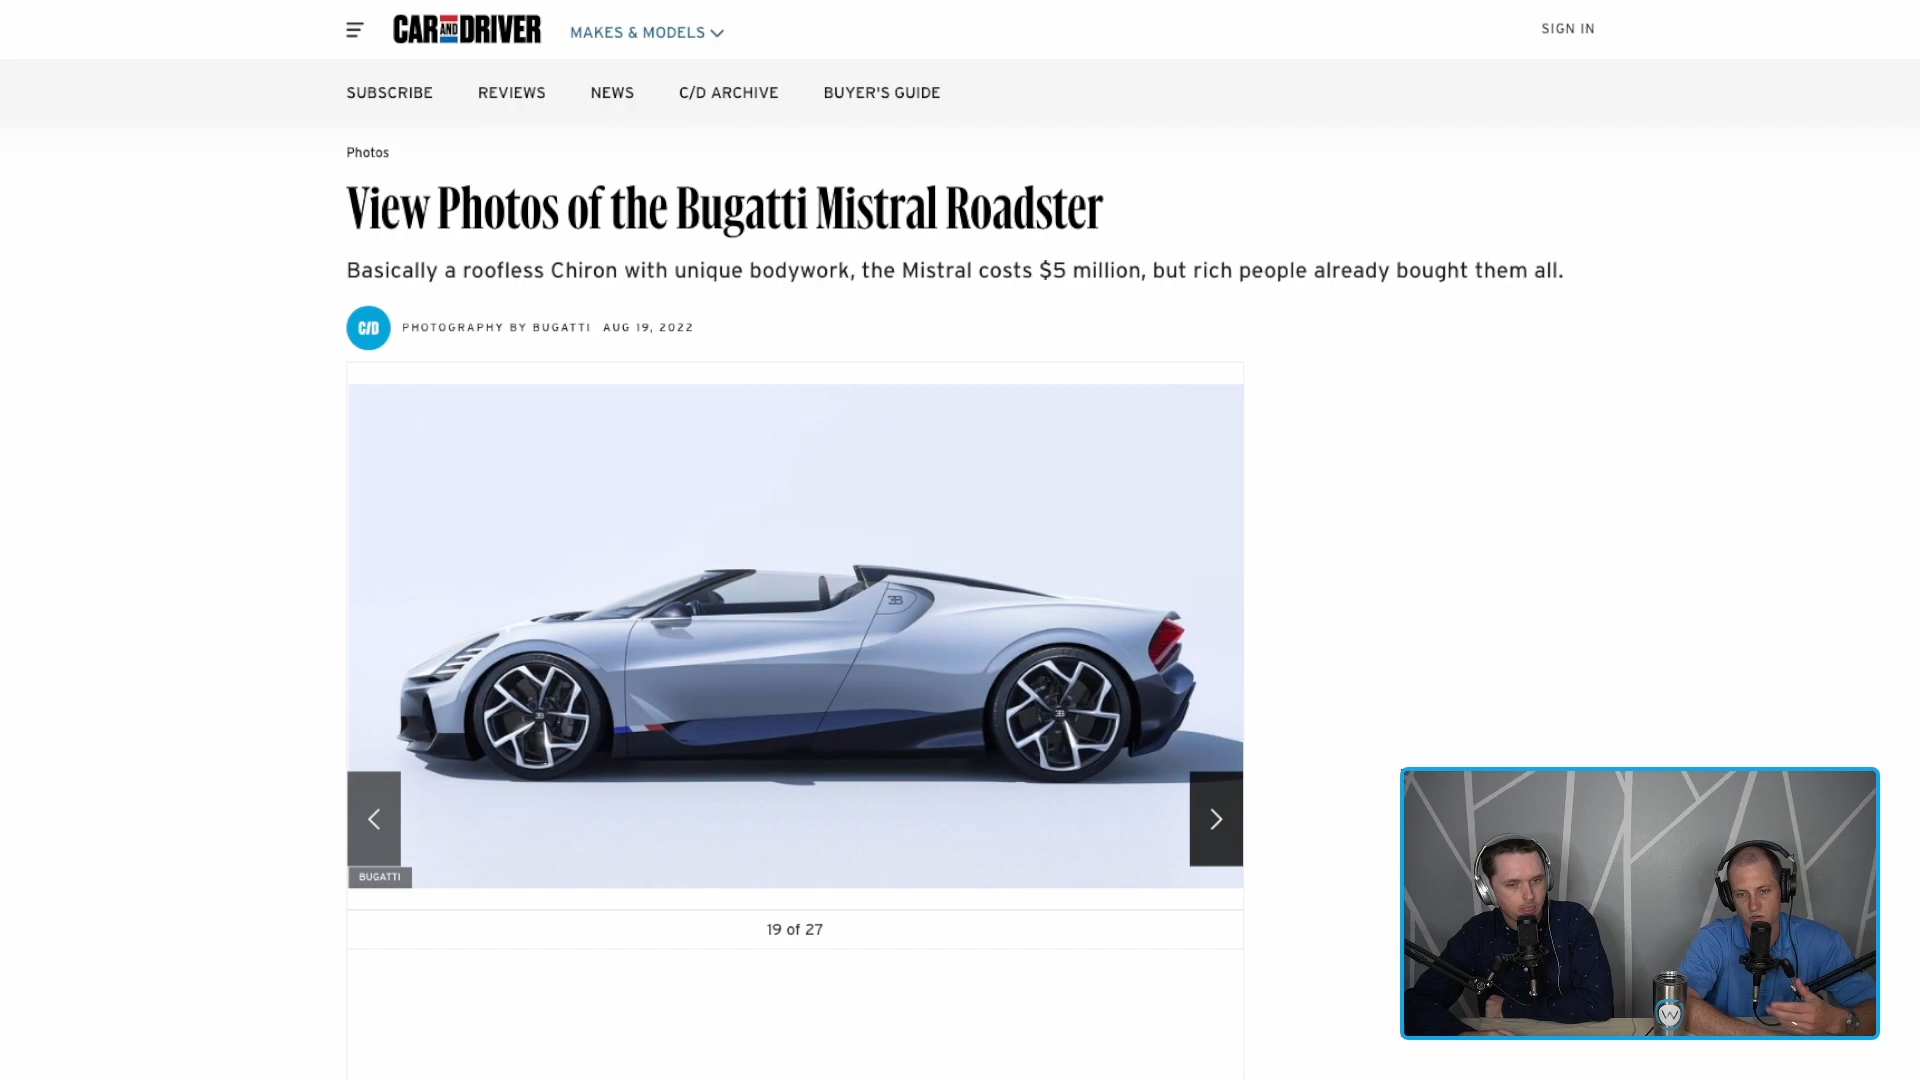 CAR AND DRIVER
MAKES & MODELS
SIGN IN
SUBSCRIBE
REVIEWS
NEWS
C/D ARCHIVE
BUYER'S GUIDE
Photos
View Photos of the Bugatti Mistral Roadster
Basically a roofless Chiron with unique bodywork, the Mistral costs $5 million, but rich people already bought them all.
C/D
PHOTOGRAPHY BY BUGATTI AUG 19, 2022
BUGATTI
19 of 27
W